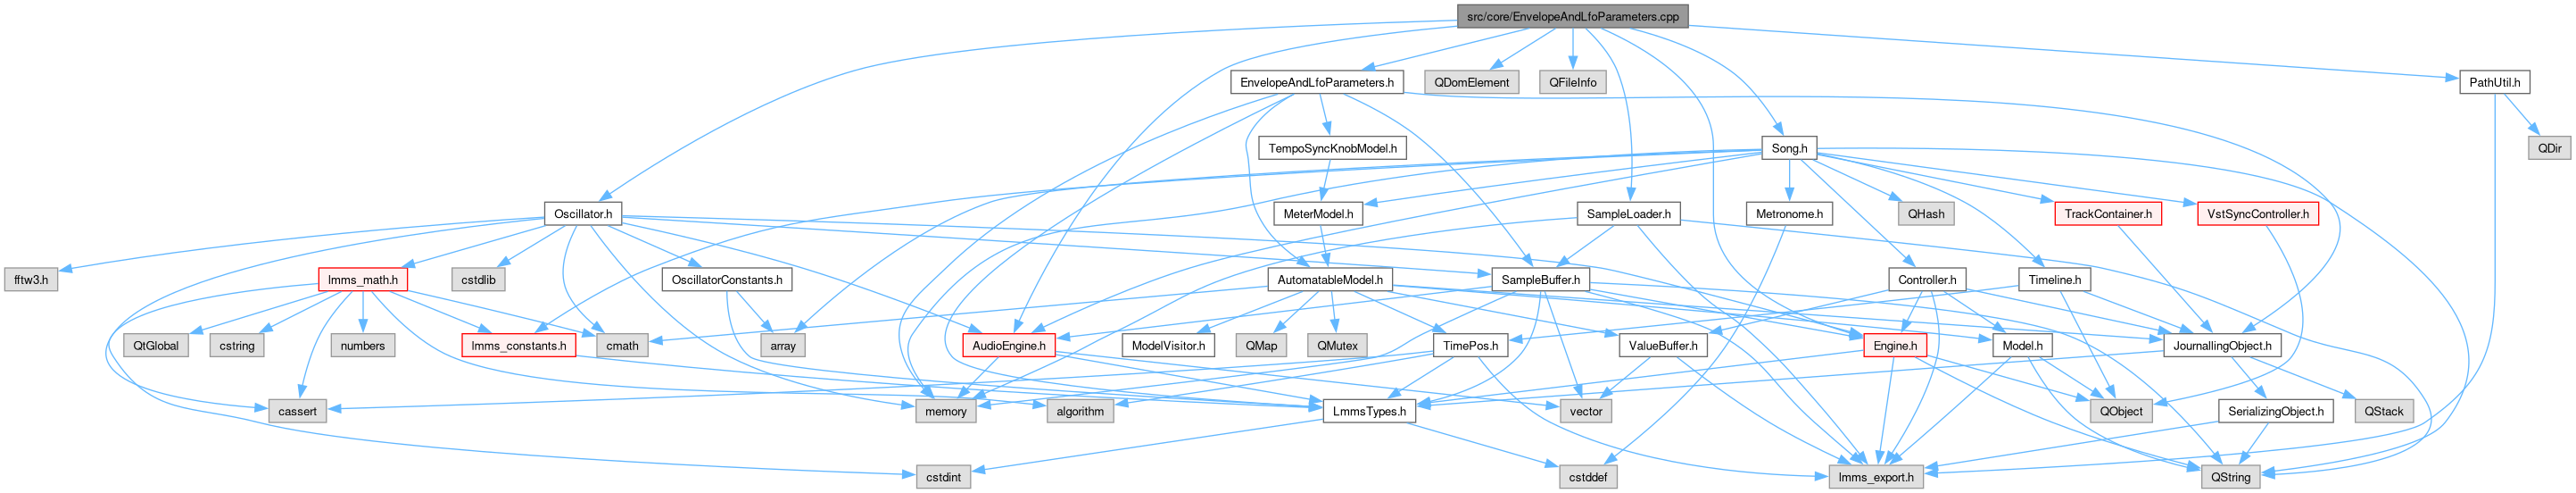 src/core/EnvelopeAndLfoParameters.cpp
EnvelopeAndLfoParameters.h
QDomElement
QFileInfo
PathUtil.h
TempoSyncKnobModel.h
Song.h
QDir
Oscillator.h
MeterModel.h
SampleLoader.h
Metronome.h
QHash
TrackContainer.h
VstSyncController.h
fftw3.h
lmms_math.h
cstdlib
OscillatorConstants.h
AutomatableModel.h
SampleBuffer.h
Controller.h
Timeline.h
QtGlobal
cstring
numbers
lmms_constants.h
cmath
array
AudioEngine.h
ModelVisitor.h
QMap
QMutex
TimePos.h
ValueBuffer.h
Engine.h
Model.h
JournallingObject.h
cassert
memory
algorithm
vector
LmmsTypes.h
QObject
SerializingObject.h
QStack
cstdint
cstddef
lmms_export.h
QString